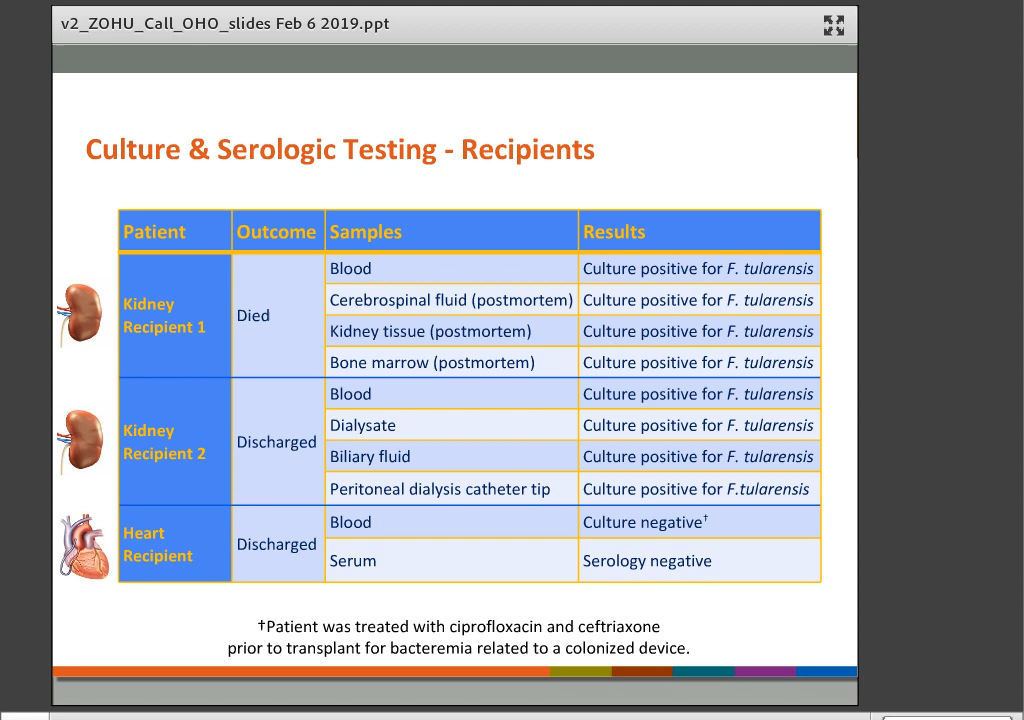 v2_ZOHU_Call_OHO_slides Feb 6 2019.ppt
Culture & Serologic Testing - Recipients
Patient Outcome Samples Results
Kidney Recipient 1 Died Blood Culture positive for F. tularensis
Cerebrospinal fluid (postmortem) Culture positive for F. tularensis
Kidney tissue (postmortem) Culture positive for F. tularensis
Bone marrow (postmortem) Culture positive for F. tularensis
Kidney Recipient 2 Discharged Blood Culture positive for F. tularensis
Dialysate Culture positive for F. tularensis
Biliary fluid Culture positive for F. tularensis
Peritoneal dialysis catheter tip Culture positive for F.tularensis
Heart Recipient Discharged Blood Culture negative†
Serum Serology negative
†Patient was treated with ciprofloxacin and ceftriaxone
prior to transplant for bacteremia related to a colonized device.